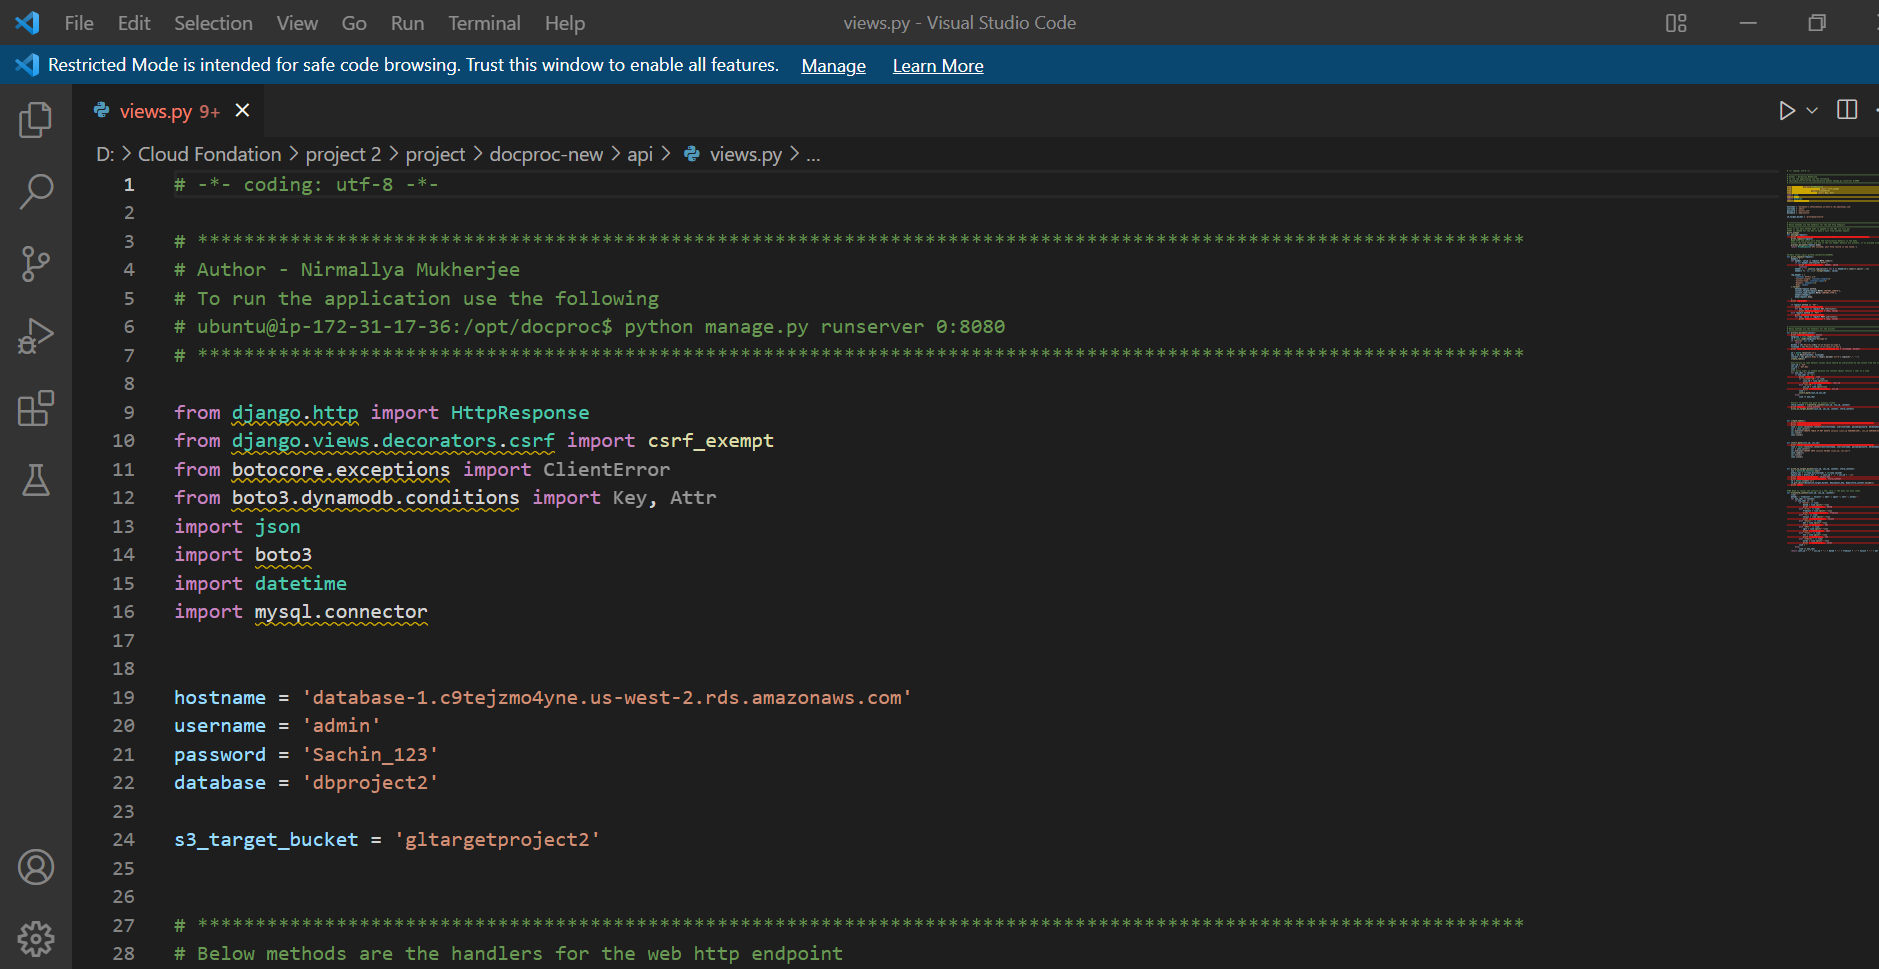 File Edit Selection View Go Run Terminal Help views.py - Visual Studio Code
Restricted Mode is intended for safe code browsing. Trust this window to enable all features. Manage Learn More
views.py 9+
D: > Cloud Fondation > project 2 > project > docproc-new > api > views.py > ...
1 # -*- coding: utf-8 -*-
2
3 # *******************************************************************************************************************
4 # Author - Nirmallya Mukherjee
5 # To run the application use the following
6 # ubuntu@ip-172-31-17-36:/opt/docproc$ python manage.py runserver 0:8080
7 # *******************************************************************************************************************
8
9 from django.http import HttpResponse
10 from django.views.decorators.csrf import csrf_exempt
11 from botocore.exceptions import ClientError
12 from boto3.dynamodb.conditions import Key, Attr
13 import json
14 import boto3
15 import datetime
16 import mysql.connector
17
18
19 hostname = 'database-1.c9tejzmo4yne.us-west-2.rds.amazonaws.com'
20 username = 'admin'
21 password = 'Sachin_123'
22 database = 'dbproject2'
23
24 s3_target_bucket = 'gltargetproject2'
25
26
27 # *******************************************************************************************************************
28 # Below methods are the handlers for the web http endpoint